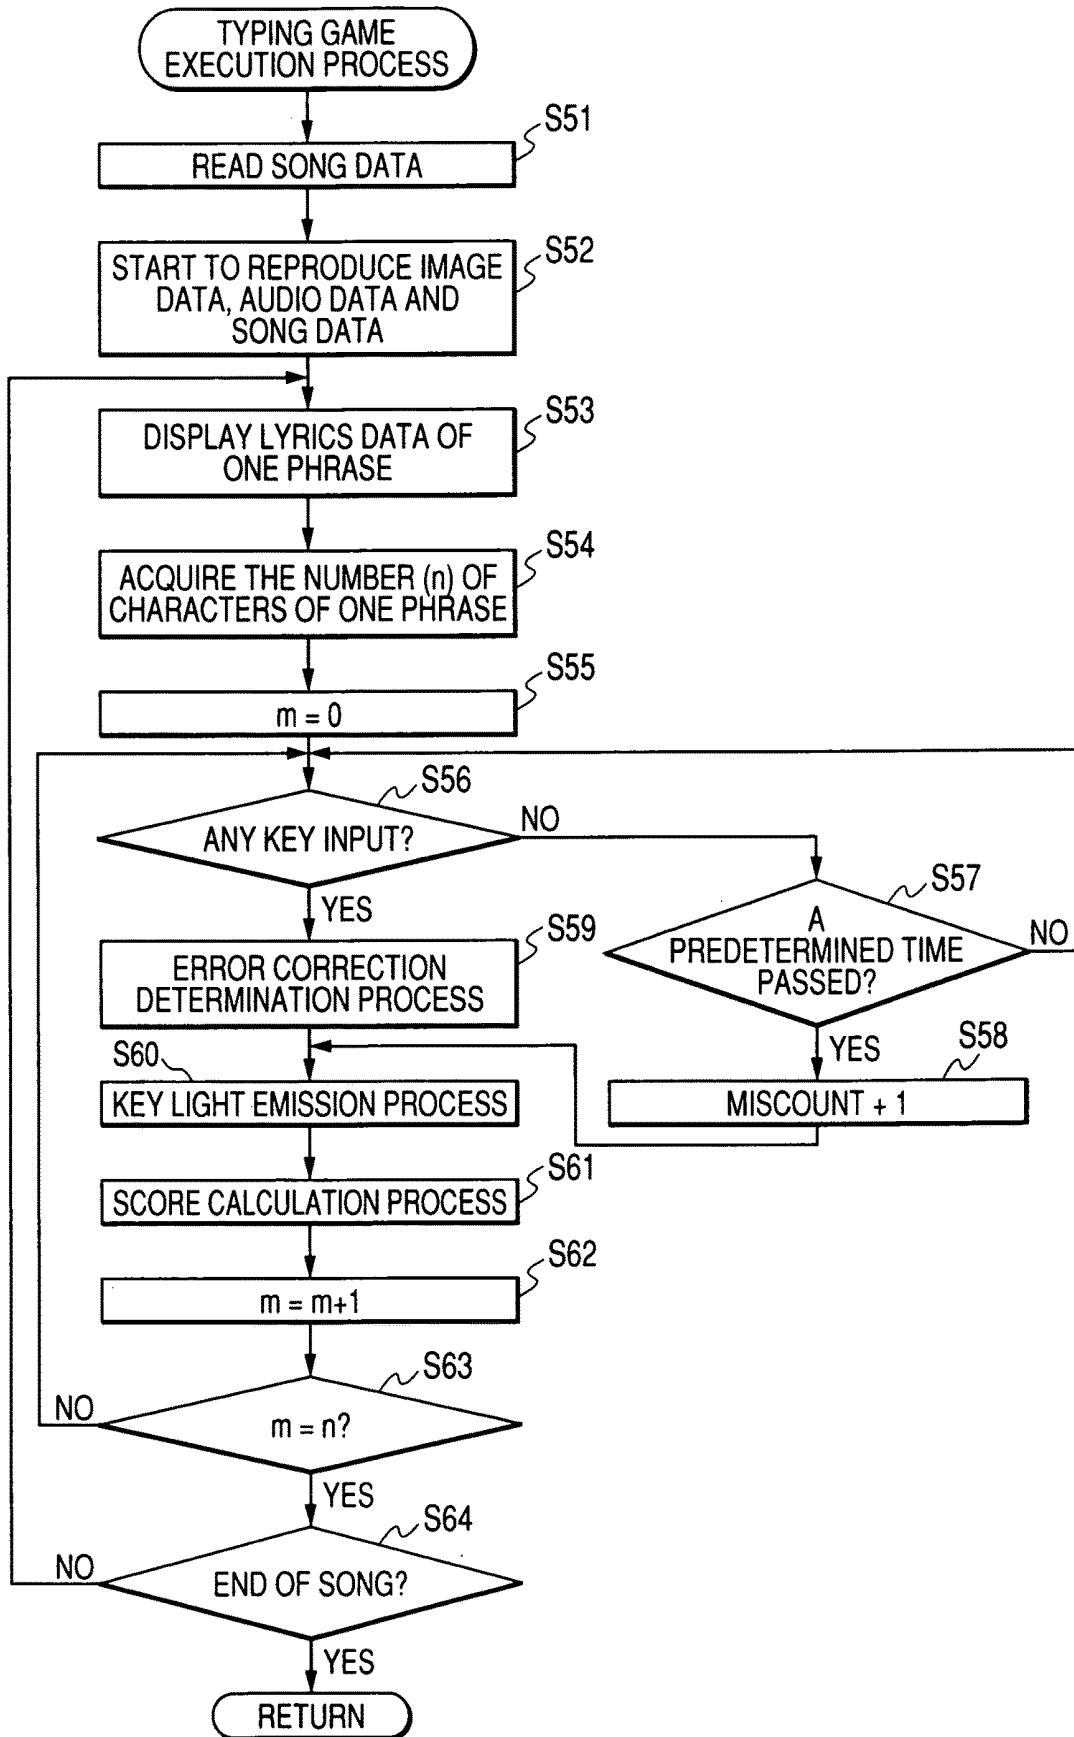 TYPING GAME
EXECUTION PROCESS
S51
READ SONG DATA
S52
START TO REPRODUCE IMAGE
DATA, AUDIO DATA AND
SONG DATA
S53
DISPLAY LYRICS DATA OF
ONE PHRASE
S54
ACQUIRE THE NUMBER (n) OF
CHARACTERS OF ONE PHRASE
S55
m = 0
S56
ANY KEY INPUT?
NO
YES
S57
A
PREDETERMINED TIME
PASSED?
NO
YES
S58
MISCOUNT + 1
S59
ERROR CORRECTION
DETERMINATION PROCESS
S60
KEY LIGHT EMISSION PROCESS
S61
SCORE CALCULATION PROCESS
S62
m = m+1
S63
m = n?
NO
YES
S64
END OF SONG?
NO
YES
RETURN